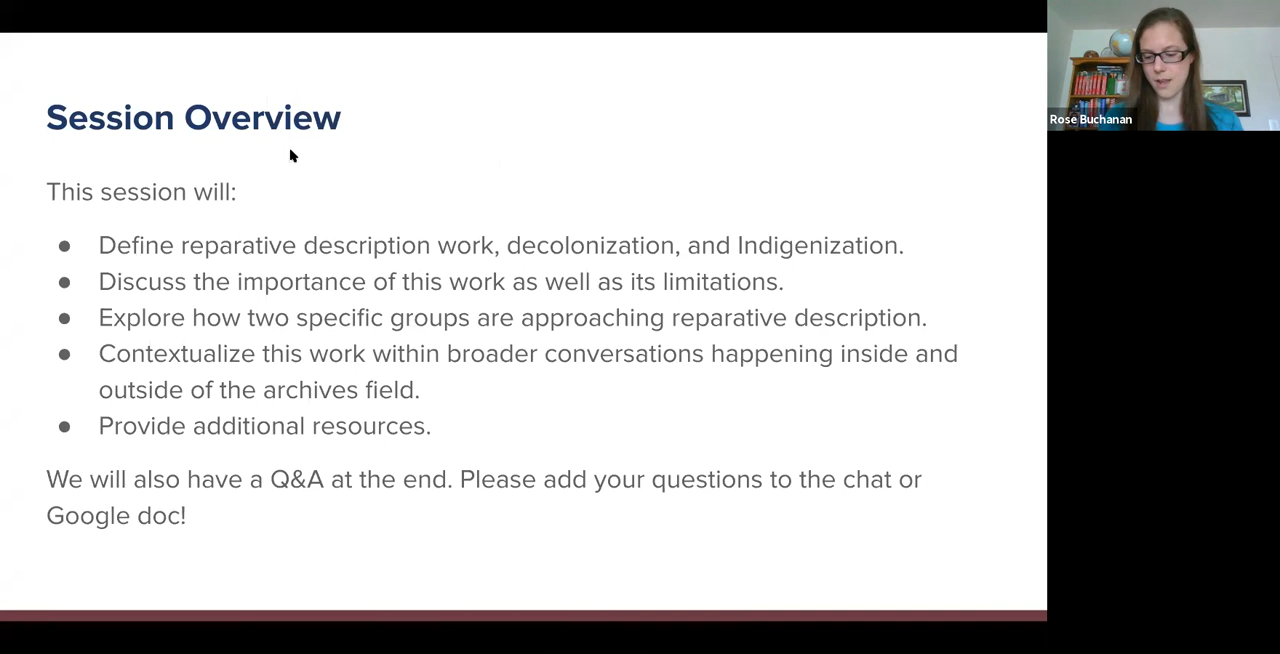 Session Overview
This session will:
● Define reparative description work, decolonization, and Indigenization.
● Discuss the importance of this work as well as its limitations.
● Explore how two specific groups are approaching reparative description.
● Contextualize this work within broader conversations happening inside and
outside of the archives field.
● Provide additional resources.
We will also have a Q&A at the end. Please add your questions to the chat or
Google doc!
Rose Buchanan